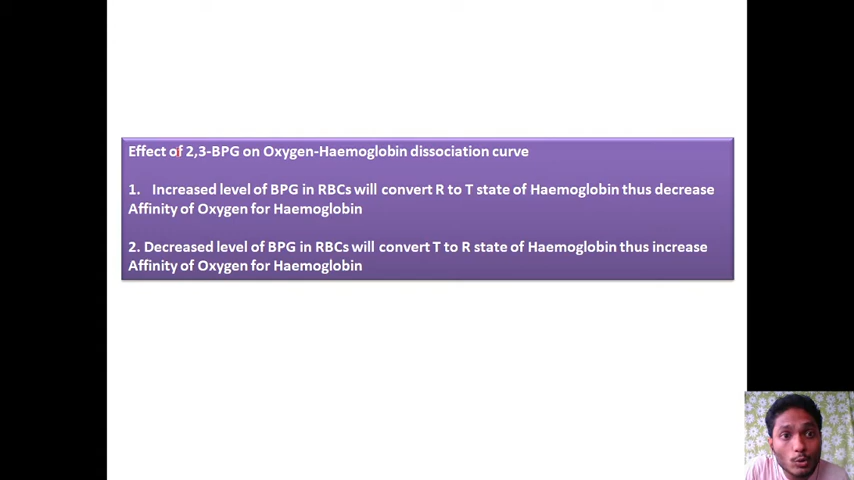 Effect of 2,3-BPG on Oxygen-Haemoglobin dissociation curve
1. Increased level of BPG in RBCs will convert R to T state of Haemoglobin thus decrease
Affinity of Oxygen for Haemoglobin
2. Decreased level of BPG in RBCs will convert T to R state of Haemoglobin thus increase
Affinity of Oxygen for Haemoglobin